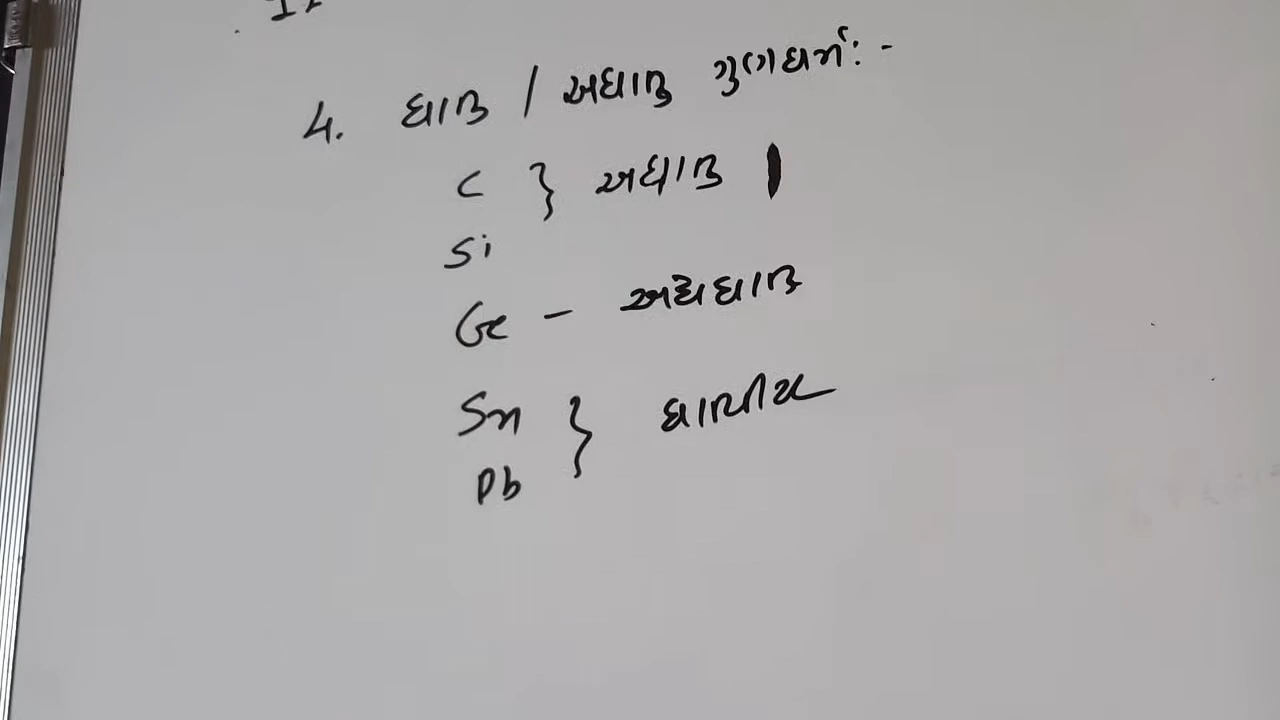 4. ધાતુ / અધાતુ ગુણધર્મ: -
C } અધાતુ
Si
Ge - અર્ધધાતુ
Sn } ધાત્વીય
Pb